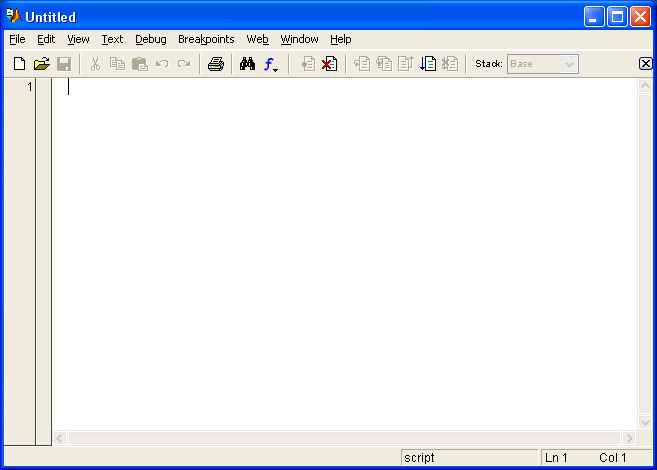 Untitled
File Edit View Text Debug Breakpoints Web Window Help
Stack: Base
1
script Ln 1 Col 1